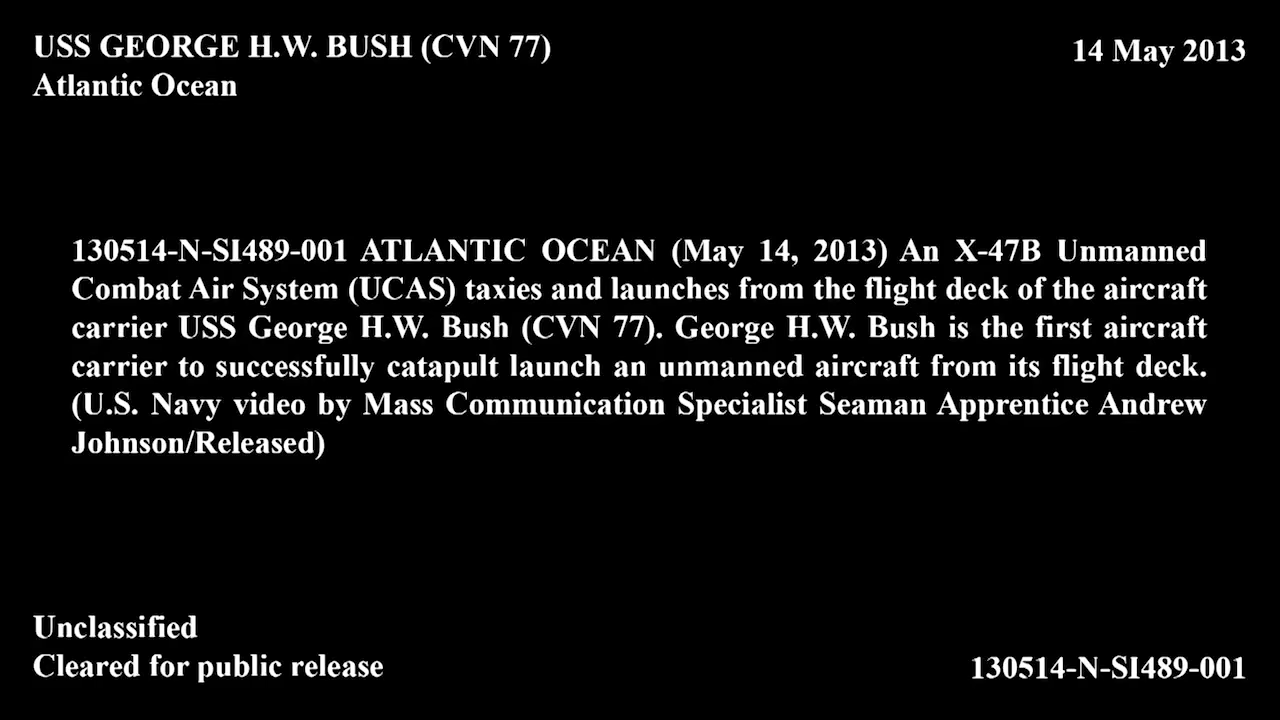 USS GEORGE H.W. BUSH (CVN 77)
Atlantic Ocean
14 May 2013
130514-N-SI489-001 ATLANTIC OCEAN (May 14, 2013) An X-47B Unmanned
Combat Air System (UCAS) taxies and launches from the flight deck of the aircraft
carrier USS George H.W. Bush (CVN 77). George H.W. Bush is the first aircraft
carrier to successfully catapult launch an unmanned aircraft from its flight deck.
(U.S. Navy video by Mass Communication Specialist Seaman Apprentice Andrew
Johnson/Released)
Unclassified
Cleared for public release
130514-N-SI489-001